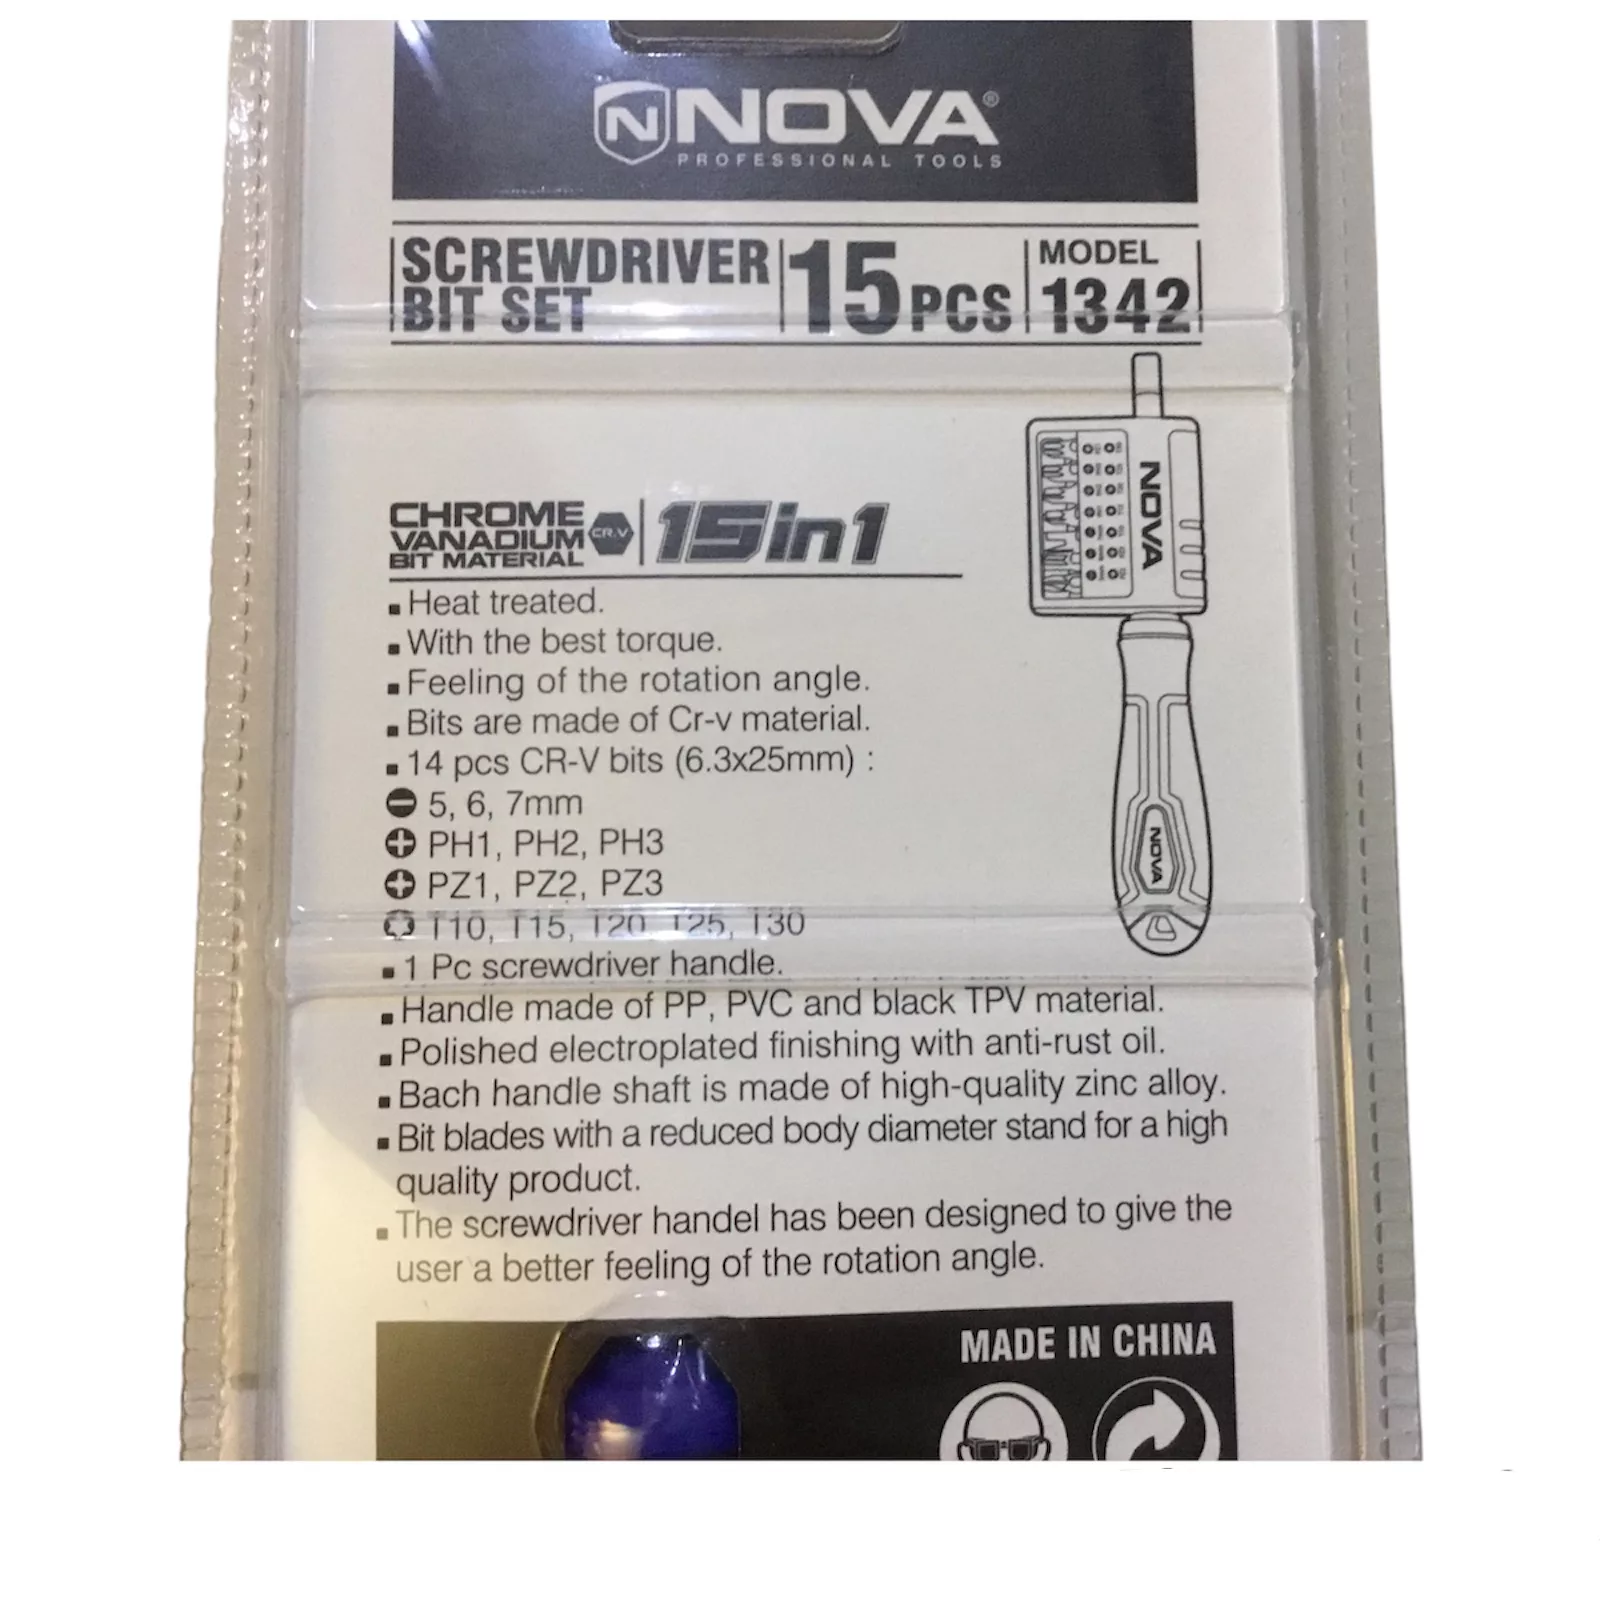 N NOVA®
PROFESSIONAL TOOLS
SCREWDRIVER
BIT SET
15 PCS
MODEL
1342
CHROME
VANADIUM
BIT MATERIAL
CR-V
15in1
NOVA
NOVA
▪ Heat treated.
▪ With the best torque.
▪ Feeling of the rotation angle.
▪ Bits are made of Cr-v material.
▪ 14 pcs CR-V bits (6.3x25mm) :
5, 6, 7mm
PH1, PH2, PH3
PZ1, PZ2, PZ3
T10, T15, T20, T25, T30
▪ 1 Pc screwdriver handle.
▪ Handle made of PP, PVC and black TPV material.
▪ Polished electroplated finishing with anti-rust oil.
▪ Bach handle shaft is made of high-quality zinc alloy.
▪ Bit blades with a reduced body diameter stand for a high
quality product.
▪ The screwdriver handel has been designed to give the
user a better feeling of the rotation angle.
MADE IN CHINA